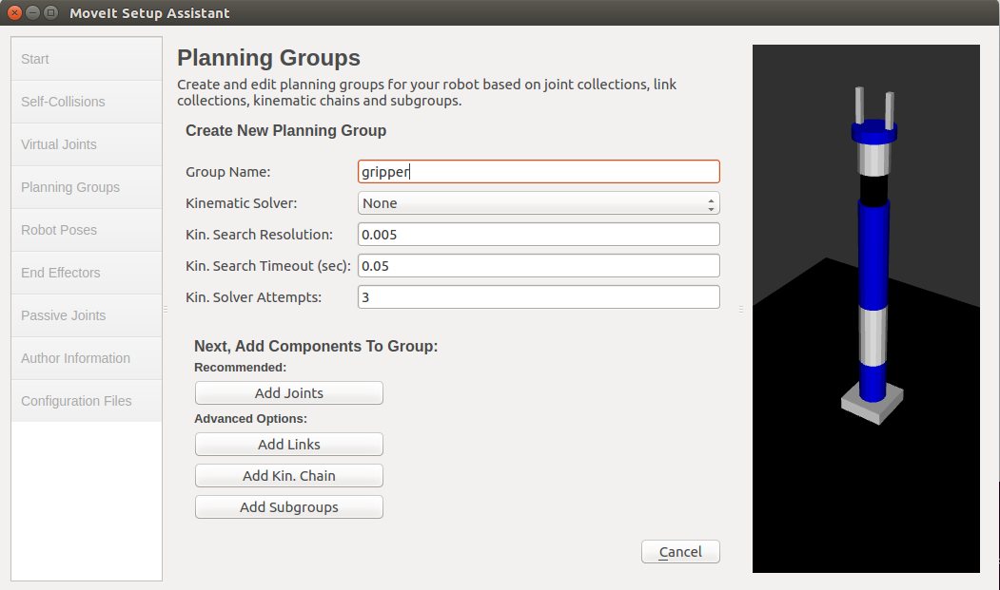 MoveIt Setup Assistant
Start
Self-Collisions
Virtual Joints
Planning Groups
Robot Poses
End Effectors
Passive Joints
Author Information
Configuration Files
Planning Groups
Create and edit planning groups for your robot based on joint collections, link
collections, kinematic chains and subgroups.
Create New Planning Group
Group Name: gripper
Kinematic Solver: None
Kin. Search Resolution: 0.005
Kin. Search Timeout (sec): 0.05
Kin. Solver Attempts: 3
Next, Add Components To Group:
Recommended:
Add Joints
Advanced Options:
Add Links
Add Kin. Chain
Add Subgroups
Cancel